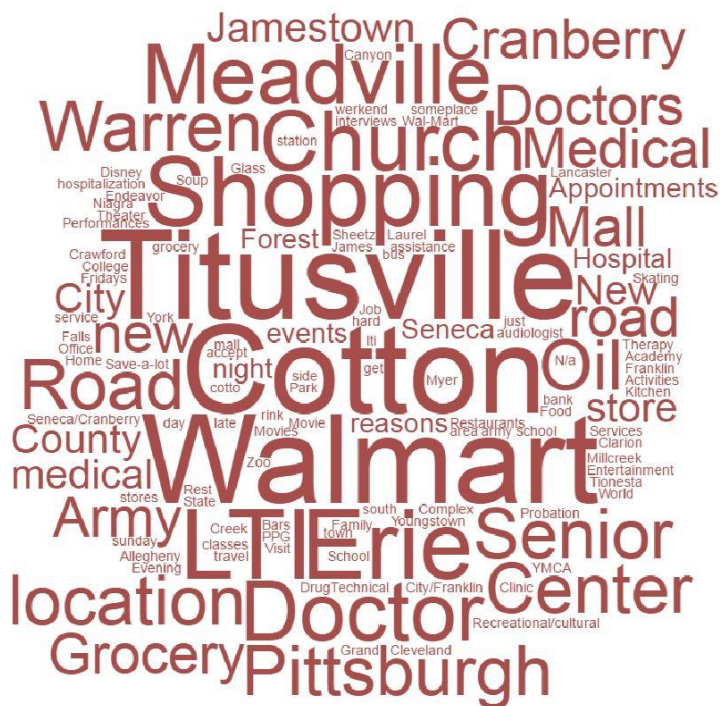 Jamestown
Cranberry
Canyon
Meadville
werkend someplace
interviews Wal-Mart
Doctors
Warren
station
Church
Medical
Disney
hospitalization
Endeavor
Niagra
Theater
Performances
Soup
Glass
Shopping
Lancaster
Appointments
Mall
grocery
Forest
Sheetz Laurel
James assistance
bus
Hospital
Crawford
College
Fridays
Titusville
Skating
City
New
service
York
new
events
Job
hard
Seneca
just
audiologist
road
Falls
Office
Home
Save-a-lot
mall
accept
night
Iti
get
N/a
Oil
Therapy
Academy
Franklin
Activities
Kitchen
Road
cotto
side
Park
Cotton
Myer
bank
Food
store
Seneca/Cranberry
day
late
rink
Movies
Movie
reasons
Restaurants
area army school
Services
Clarion
County
Zoo
Walmart
Millcreek
Entertainment
Tionesta
World
medical
stores
Rest
State
Army
south
Complex
Youngstown
Probation
sunday
Creek
classes
travel
LTI
Bars
PPG
Visit
Family
town
School
Erie
Senior
Allegheny
Evening
YMCA
location
DrugTechnical
City/Franklin
Clinic
Center
Doctor
Recreational/cultural
Grocery
Grand Cleveland
Pittsburgh